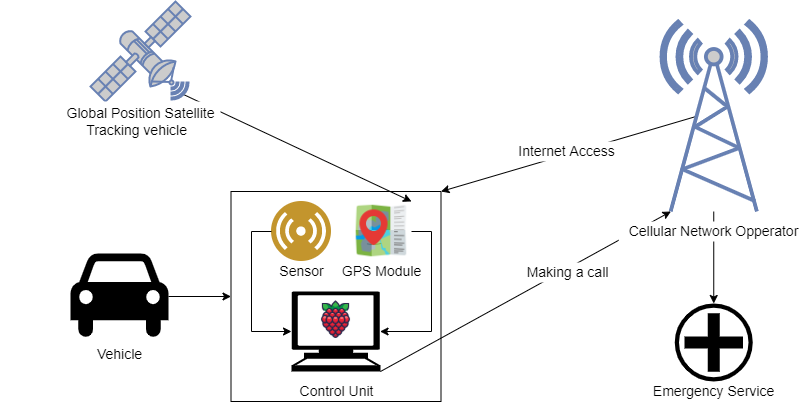 Global Position Satellite
Tracking vehicle
Internet Access
Sensor
GPS Module
Cellular Network Opperator
Making a call
Vehicle
Control Unit
Emergency Service